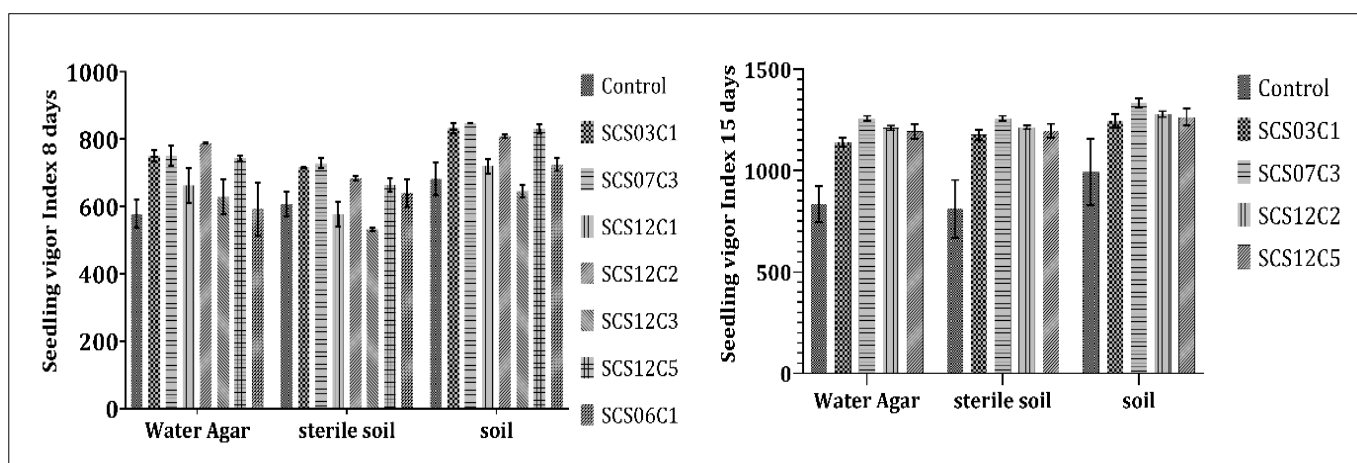 Seedling vigor Index 8 days
1000
800
600
400
200
0
Water Agar
sterile soil
soil
Control
SCS03C1
SCS07C3
SCS12C1
SCS12C2
SCS12C3
SCS12C5
SCS06C1
Seedling vigor Index 15 days
1500
1000
500
0
Water Agar
sterile soil
soil
Control
SCS03C1
SCS07C3
SCS12C2
SCS12C5